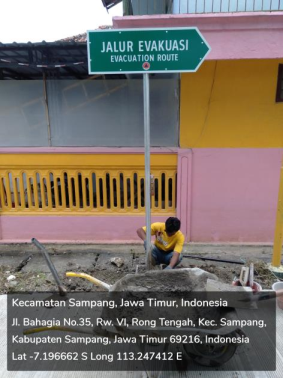 JALUR EVAKUASI
EVACUATION ROUTE
Kecamatan Sampang, Jawa Timur, Indonesia
Jl. Bahagia No.35, Rw. VI, Rong Tengah, Kec. Sampang,
Kabupaten Sampang, Jawa Timur 69216, Indonesia
Lat -7.196662 S Long 113.247412 E